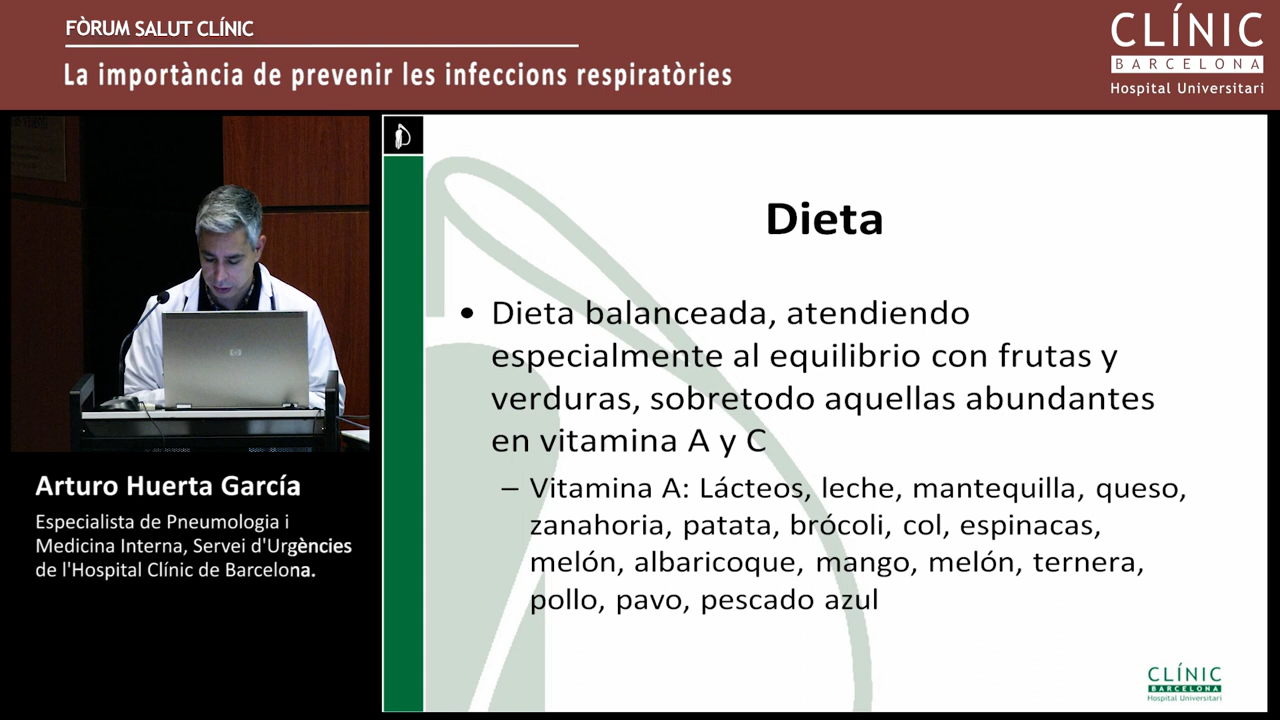 FÒRUM SALUT CLÍNIC
La importància de prevenir les infeccions respiratòries
CLÍNIC
BARCELONA
Hospital Universitari
Arturo Huerta García
Especialista de Pneumologia i
Medicina Interna, Servei d'Urgències
de l'Hospital Clínic de Barcelona.
Dieta
• Dieta balanceada, atendiendo
especialmente al equilibrio con frutas y
verduras, sobretodo aquellas abundantes
en vitamina A y C
– Vitamina A: Lácteos, leche, mantequilla, queso,
zanahoria, patata, brócoli, col, espinacas,
melón, albaricoque, mango, melón, ternera,
pollo, pavo, pescado azul
CLÍNIC
BARCELONA
Hospital Universitari